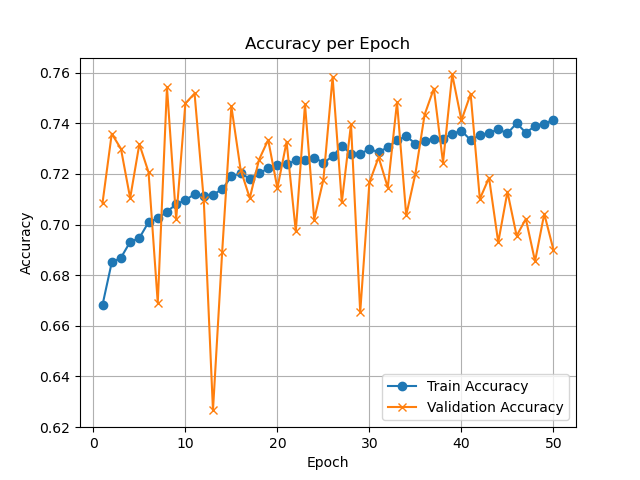 Accuracy per Epoch
0.76
0.74
0.72
0.70
0.68
0.66
0.64
0.62
Accuracy
0 10 20 30 40 50
Epoch
Train Accuracy
Validation Accuracy